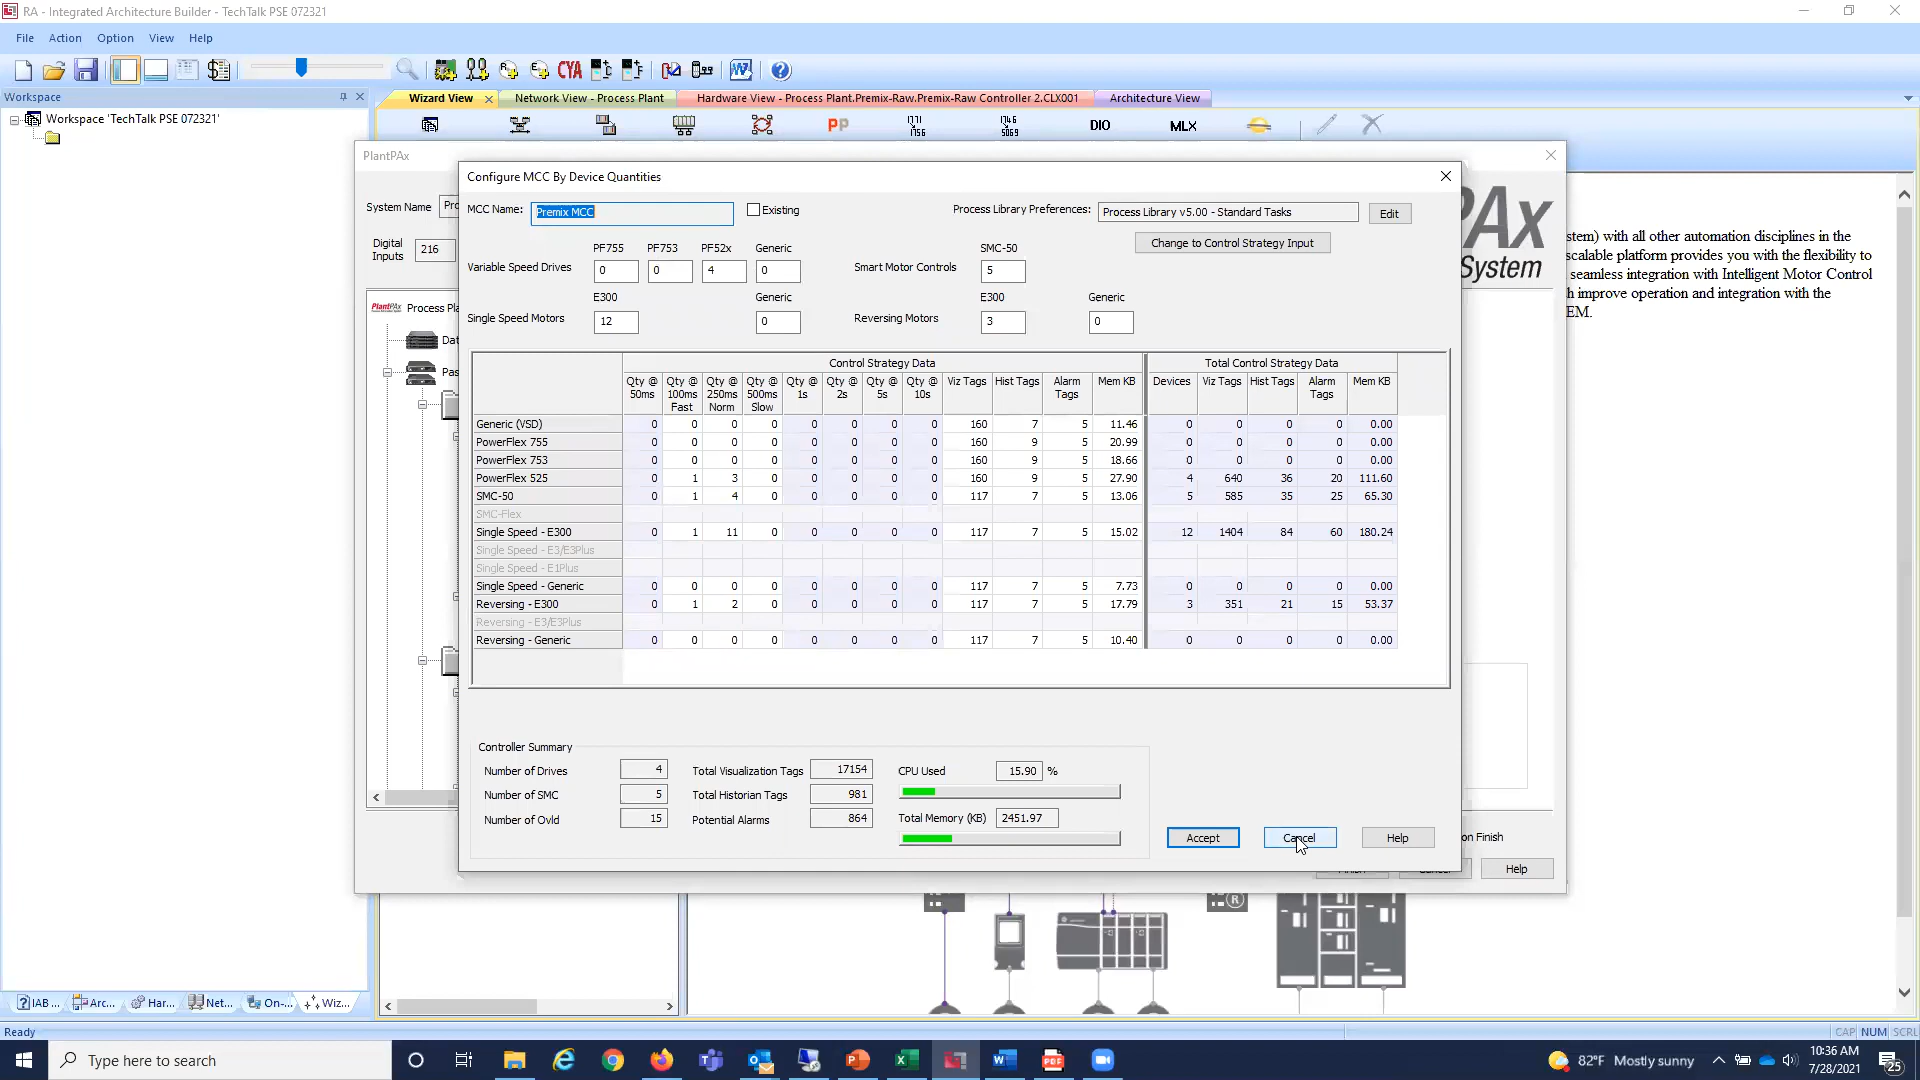 RA - Integrated Architecture Builder - TechTalk PSE 072321
File Action Option View Help
CYA
Workspace
Wizard View
Network View - Process Plant
Hardware View - Process Plant.Premix-Raw.Premix-Raw Controller 2.CLX001
Architecture View
Workspace 'TechTalk PSE 072321'
PP
1771
1756
1746
5069
DIO
MLX
PlantPAx
Configure MCC By Device Quantities
System Name
Pro
Digital Inputs
216
MCC Name:
Premix MCC
Existing
Process Library Preferences:
Process Library v5.00 - Standard Tasks
Edit
Change to Control Strategy Input
PAx
System
stem) with all other automation disciplines in the
scalable platform provides you with the flexibility to
seamless integration with Intelligent Motor Control
h improve operation and integration with the
EM.
PF755 PF753 PF52x Generic SMC-50
Variable Speed Drives 0 0 4 0 Smart Motor Controls 5
E300 Generic E300 Generic
Single Speed Motors 12 0 Reversing Motors 3 0
PlantPAx Process Pla
Dat
Pas
Control Strategy Data Total Control Strategy Data
Qty @ 50ms Qty @ 100ms Fast Qty @ 250ms Norm Qty @ 500ms Slow Qty @ 1s Qty @ 2s Qty @ 5s Qty @ 10s Viz Tags Hist Tags Alarm Tags Mem KB Devices Viz Tags Hist Tags Alarm Tags Mem KB
Generic (VSD) 0 0 0 0 0 0 0 0 160 7 5 11.46 0 0 0 0 0.00
PowerFlex 755 0 0 0 0 0 0 0 0 160 9 5 20.99 0 0 0 0 0.00
PowerFlex 753 0 0 0 0 0 0 0 0 160 9 5 18.66 0 0 0 0 0.00
PowerFlex 525 0 1 3 0 0 0 0 0 160 9 5 27.90 4 640 36 20 111.60
SMC-50 0 1 4 0 0 0 0 0 117 7 5 13.06 5 585 35 25 65.30
SMC-Flex
Single Speed - E300 0 1 11 0 0 0 0 0 117 7 5 15.02 12 1404 84 60 180.24
Single Speed - E3/E3Plus
Single Speed - E1Plus
Single Speed - Generic 0 0 0 0 0 0 0 0 117 7 5 7.73 0 0 0 0 0.00
Reversing - E300 0 1 2 0 0 0 0 0 117 7 5 17.79 3 351 21 15 53.37
Reversing - E3/E3Plus
Reversing - Generic 0 0 0 0 0 0 0 0 117 7 5 10.40 0 0 0 0 0.00
Controller Summary
Number of Drives 4 Total Visualization Tags 17154 CPU Used 15.90 %
Number of SMC 5 Total Historian Tags 981
Number of Ovld 15 Potential Alarms 864 Total Memory (KB) 2451.97
Accept Cancel Help
on Finish
Help
IAB ... Arc... Har... Net... On-... Wiz...
Ready
CAP NUM SCRL
Type here to search
82°F Mostly sunny
10:36 AM
7/28/2021
25